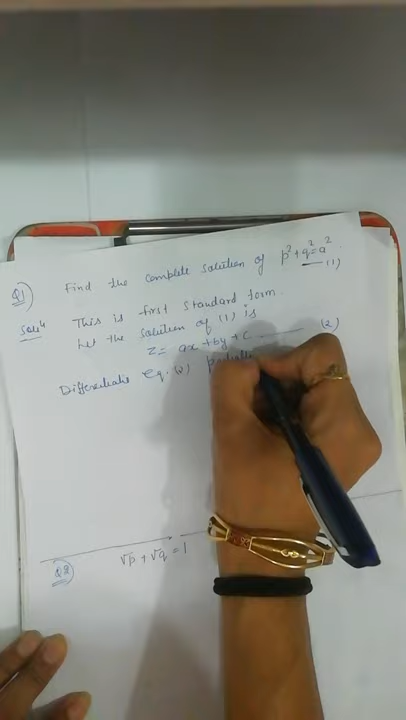 Q1) Find the complete solution of p²+q²=a². —(1)
Solⁿ This is first standard form.
Let the solution of (1) is
z= ax+by+c —— (2)
Differentiate eq. (2)
Q2) √p + √q = 1